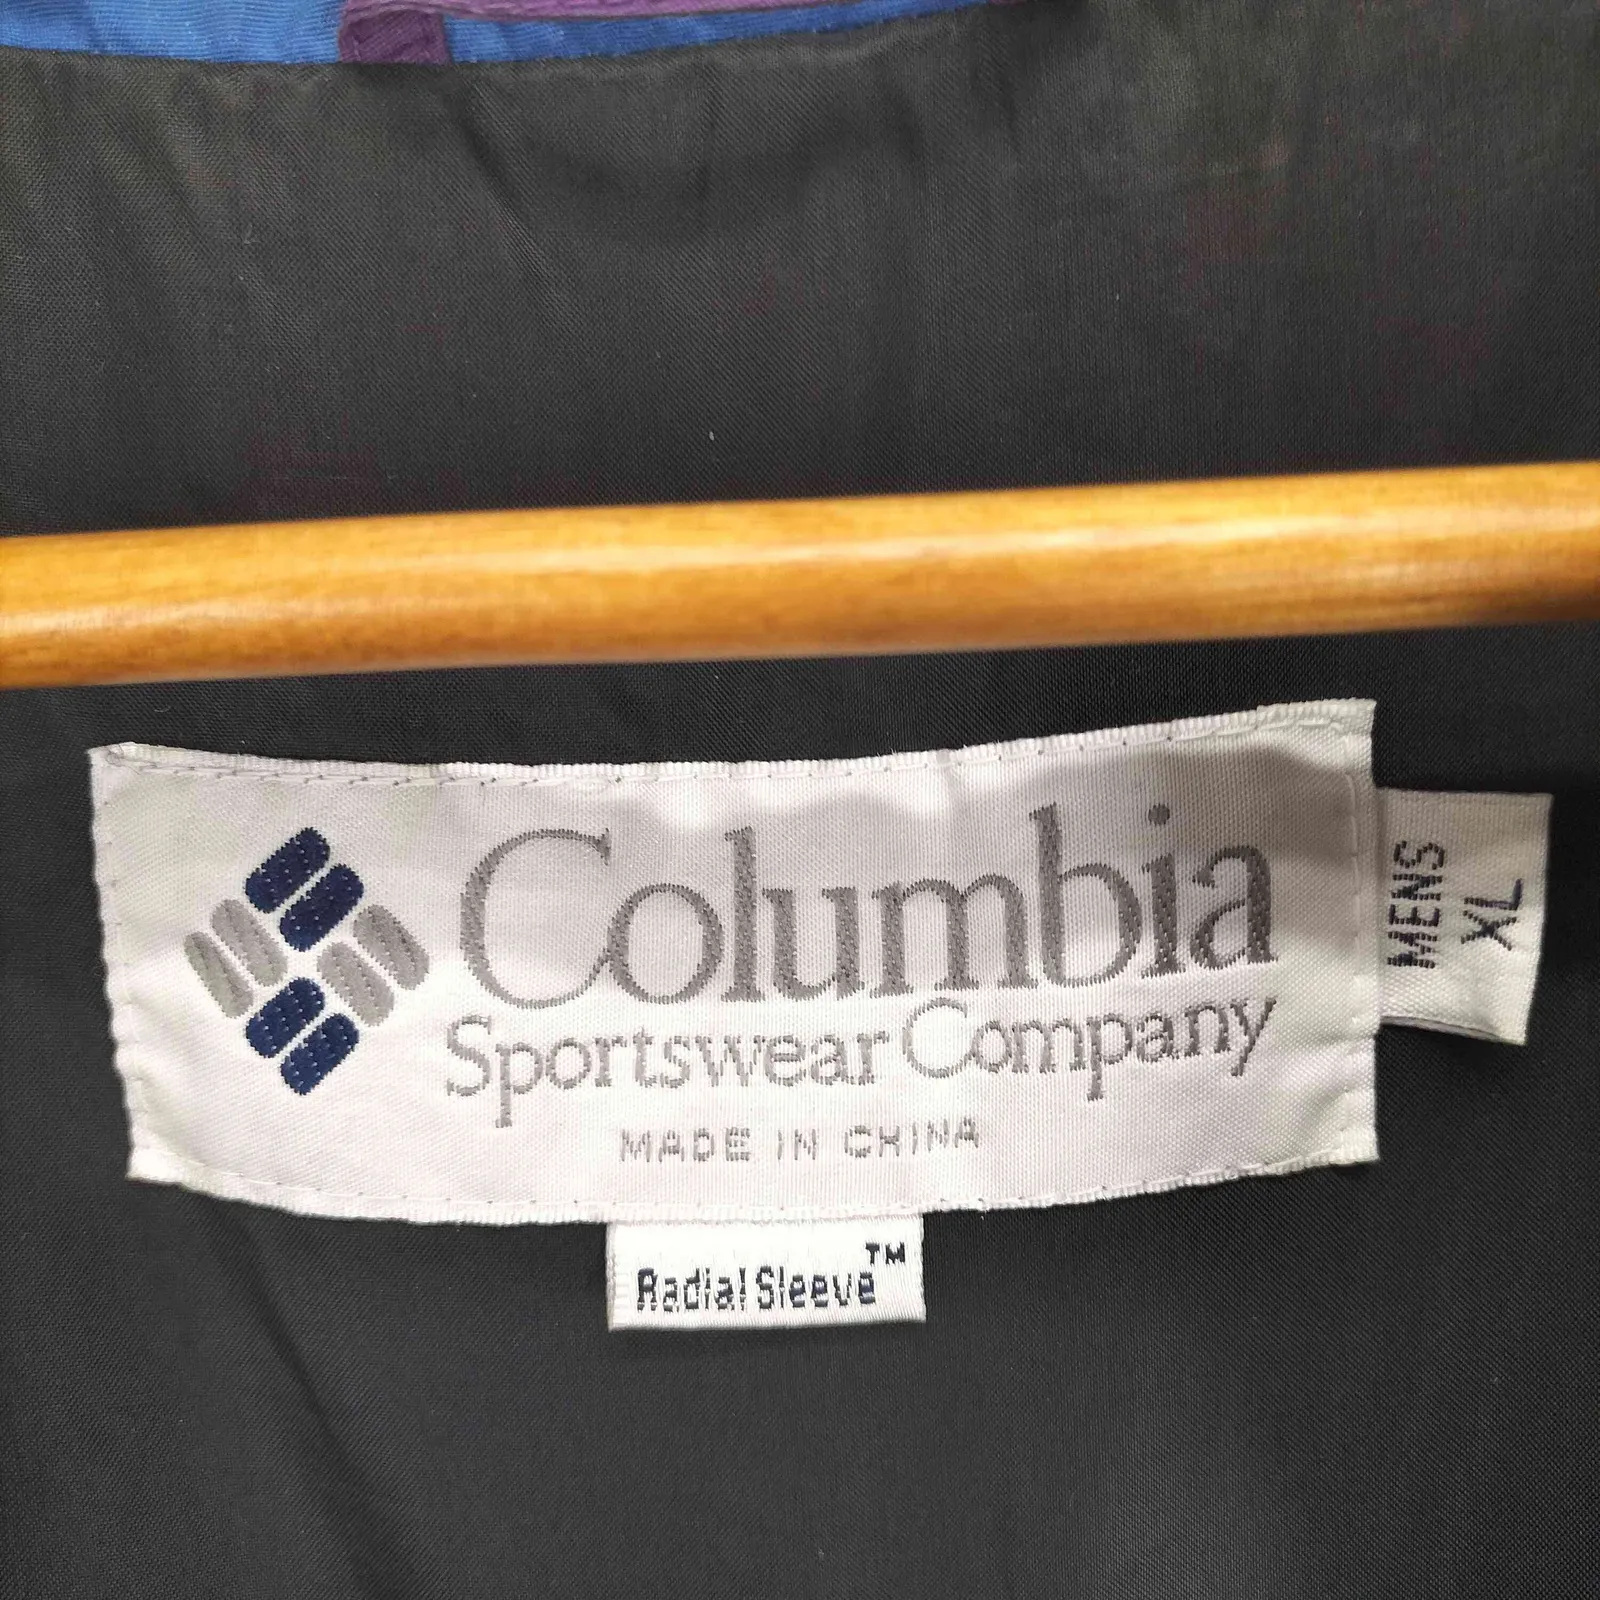 Columbia
Sportswear Company
MADE IN CHINA
MENS
XL
Radial Sleeve™